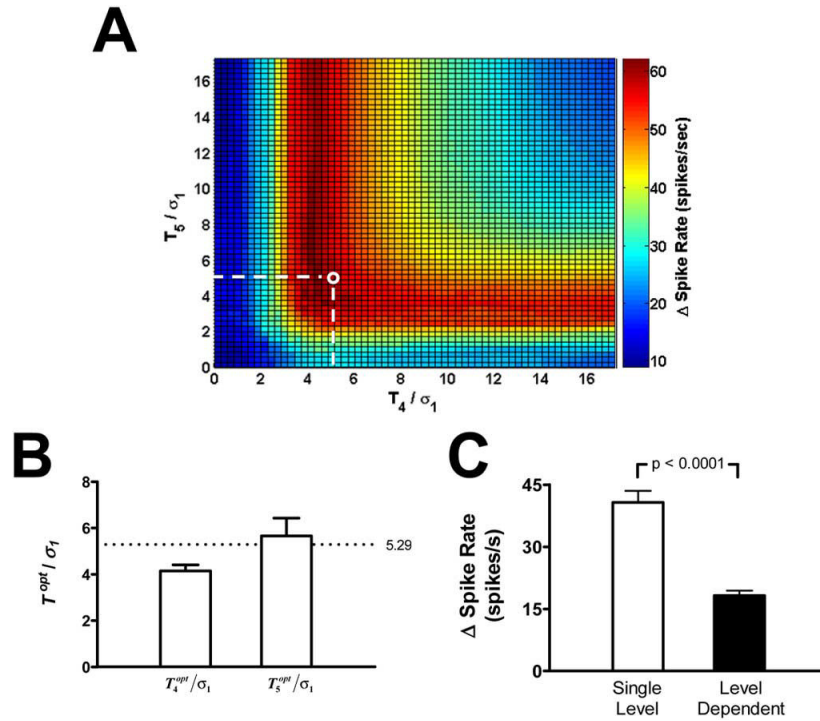 A
16
14
12
10
8
6
4
2
0
T5 / σ1
0 2 4 6 8 10 12 14 16
T4 / σ1
60
50
40
30
20
10
Δ Spike Rate (spikes/sec)
B
8
6
4
2
0
T^opt / σ1
5.29
T4^opt/σ1 T5^opt/σ1
C
p < 0.0001
45
30
15
0
Δ Spike Rate
(spikes/s)
Single Level
Level Dependent